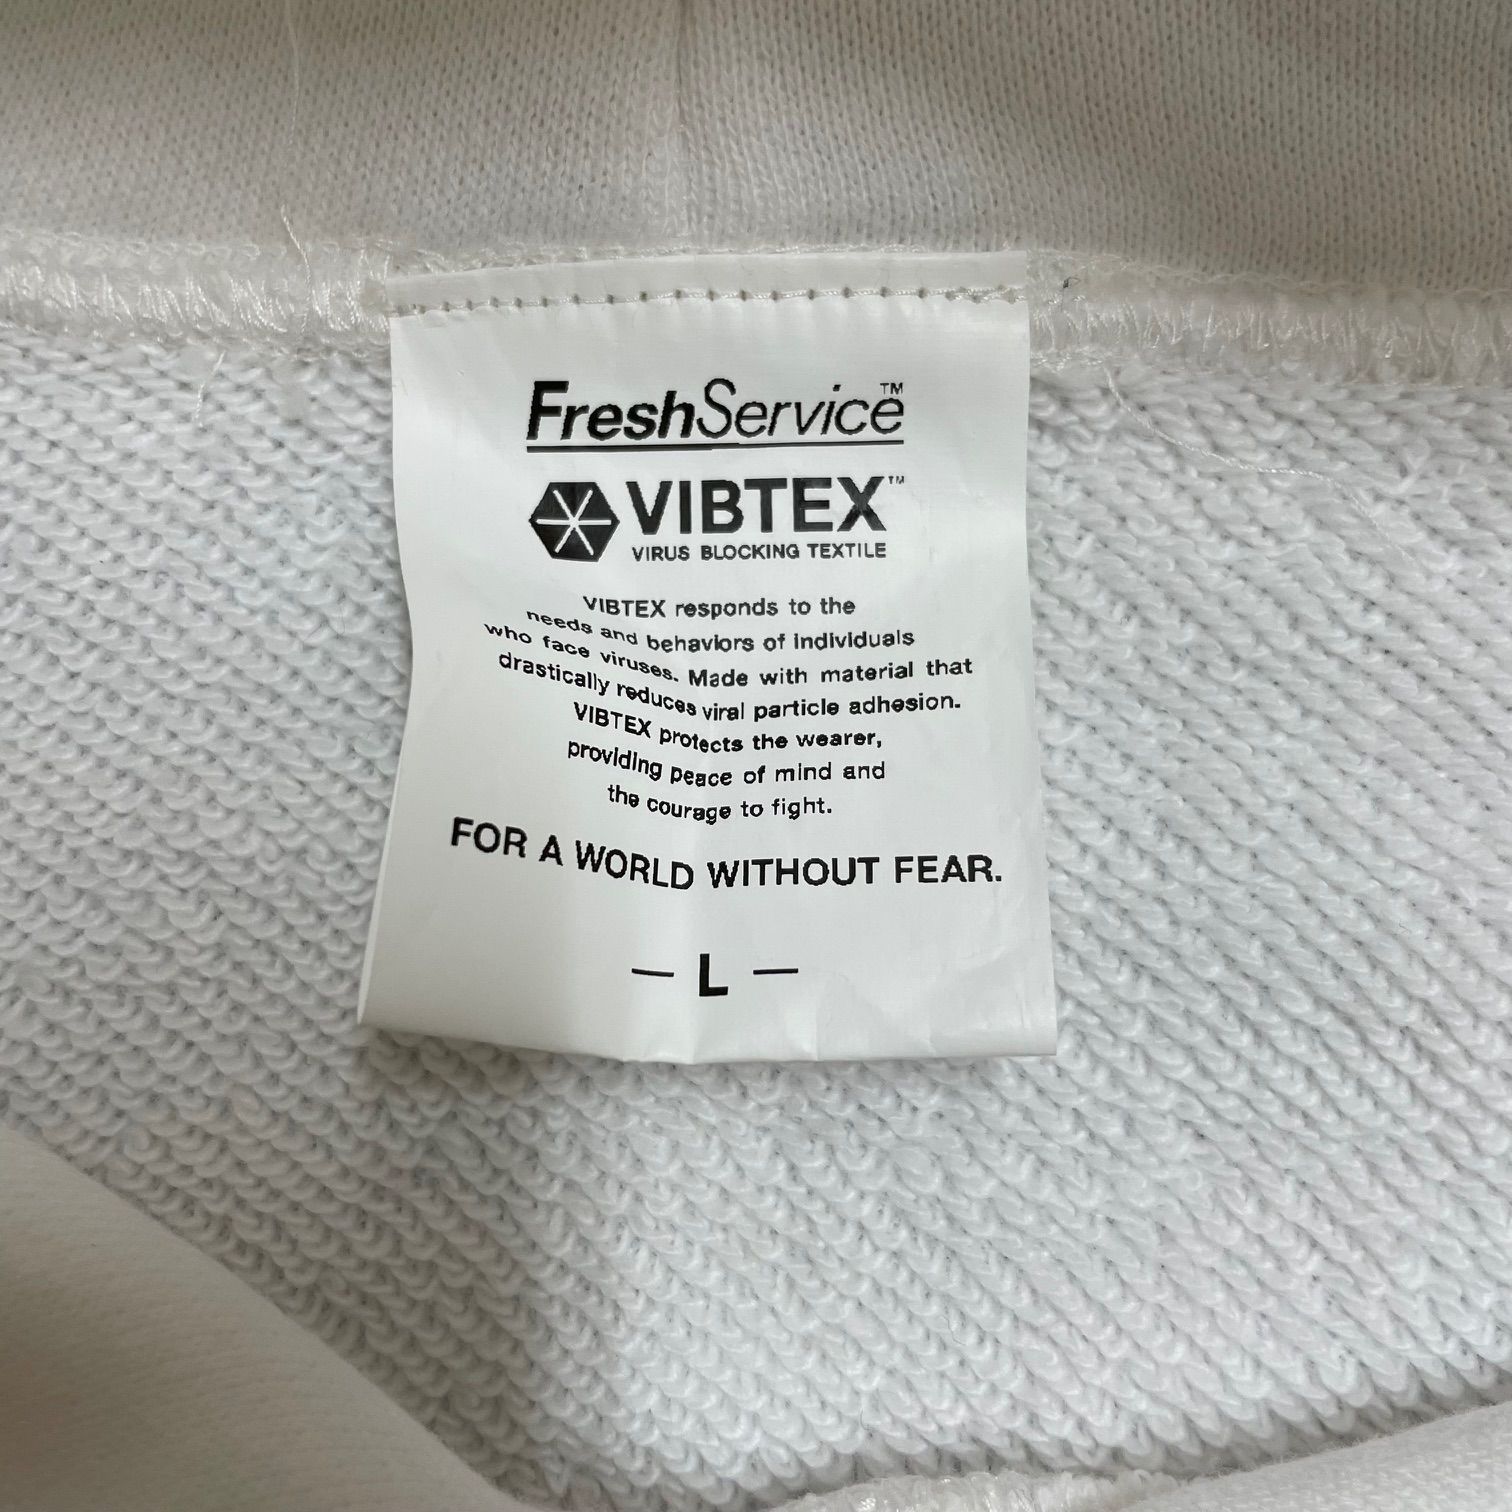 FreshService™
VIBTEX™
VIRUS BLOCKING TEXTILE
VIBTEX responds to the
needs and behaviors of individuals
who face viruses. Made with material that
drastically reduces viral particle adhesion.
VIBTEX protects the wearer,
providing peace of mind and
the courage to fight.
FOR A WORLD WITHOUT FEAR.
— L —